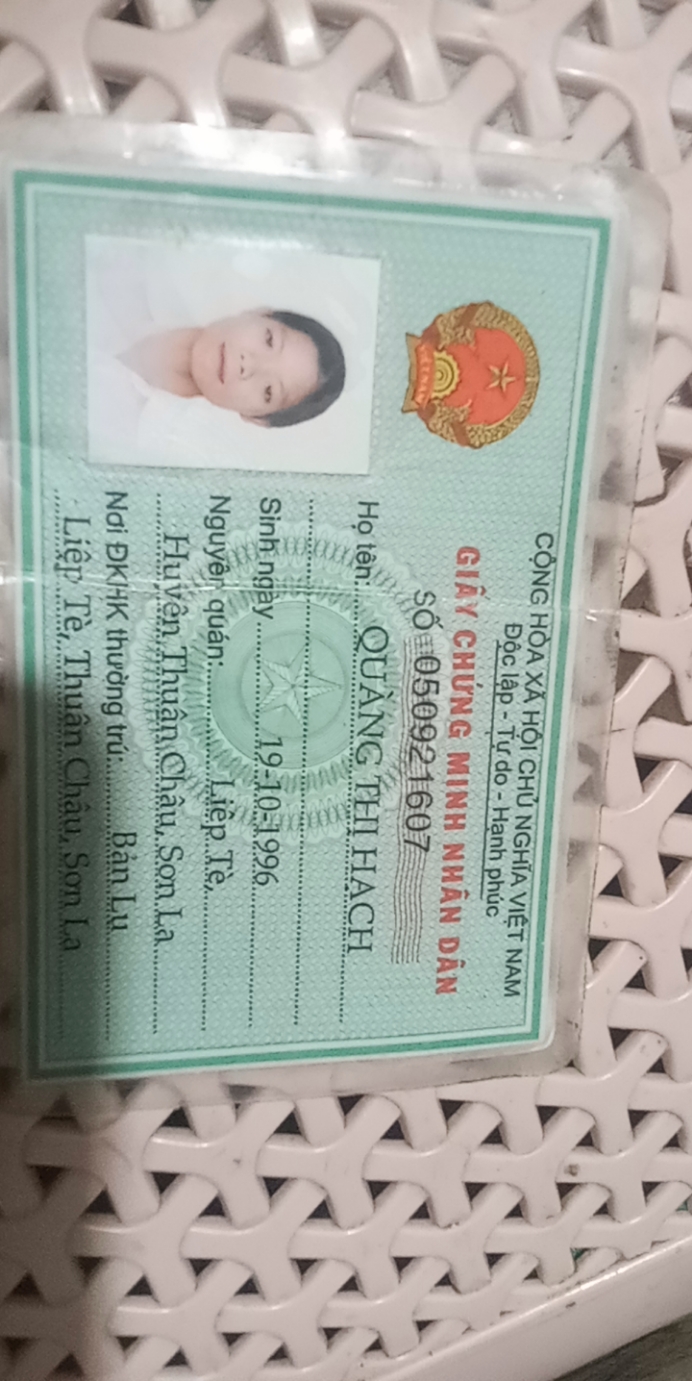 CỘNG HÒA XÃ HỘI CHỦ NGHĨA VIỆT NAM
Độc lập - Tự do - Hạnh phúc
GIẤY CHỨNG MINH NHÂN DÂN
SỐ 050921607
Họ tên: QUÀNG THỊ HẠCH
Sinh ngày 19-10-1996
Nguyên quán: Liệp Tè,
Huyện Thuận Châu, Sơn La
Nơi ĐKHK thường trú: Bản Lu
Liệp Tè, Thuận Châu, Sơn La
VIỆT NAM